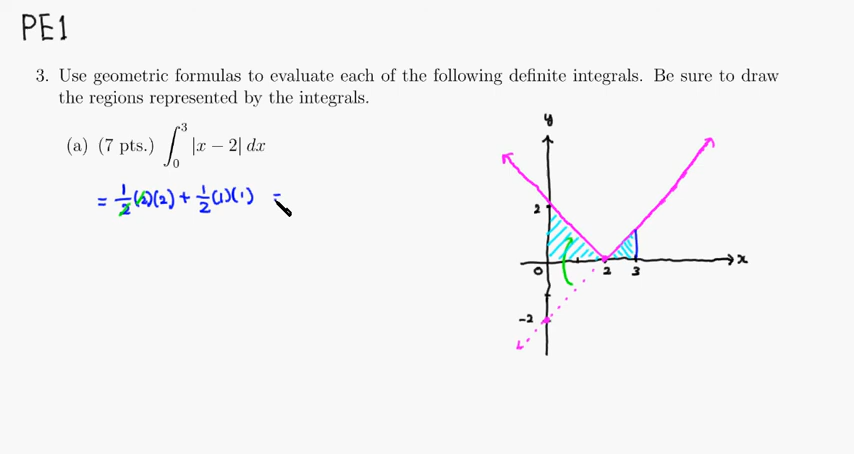 PE1
3. Use geometric formulas to evaluate each of the following definite integrals. Be sure to draw
the regions represented by the integrals.
(a) (7 pts.) ∫₀³ |x − 2| dx
= ½(2)(2) + ½(1)(1) =
y
2
0 2 3 x
-2